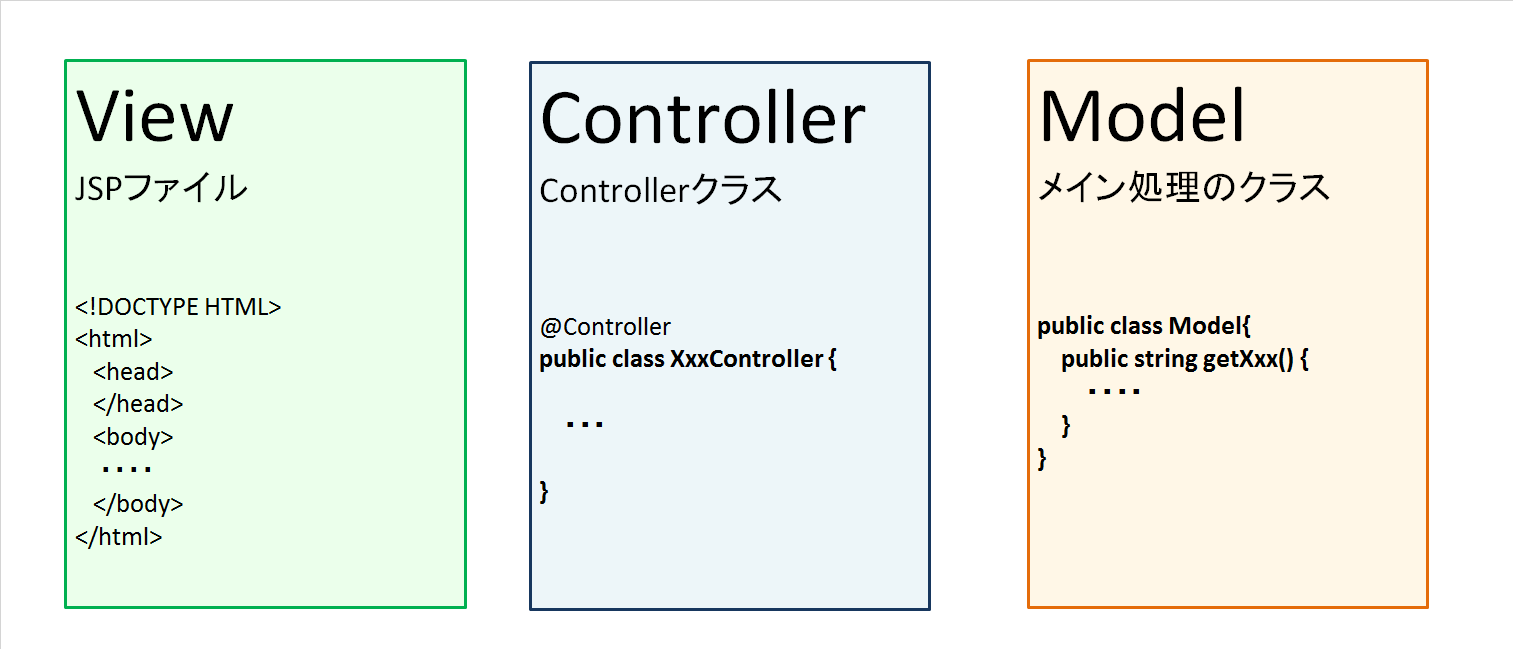 View
JSPファイル
<!DOCTYPE HTML>
<html>
<head>
</head>
<body>
････
</body>
</html>
Controller
Controllerクラス
@Controller
public class XxxController {
･･･
}
Model
メイン処理のクラス
public class Model{
public string getXxx() {
････
}
}